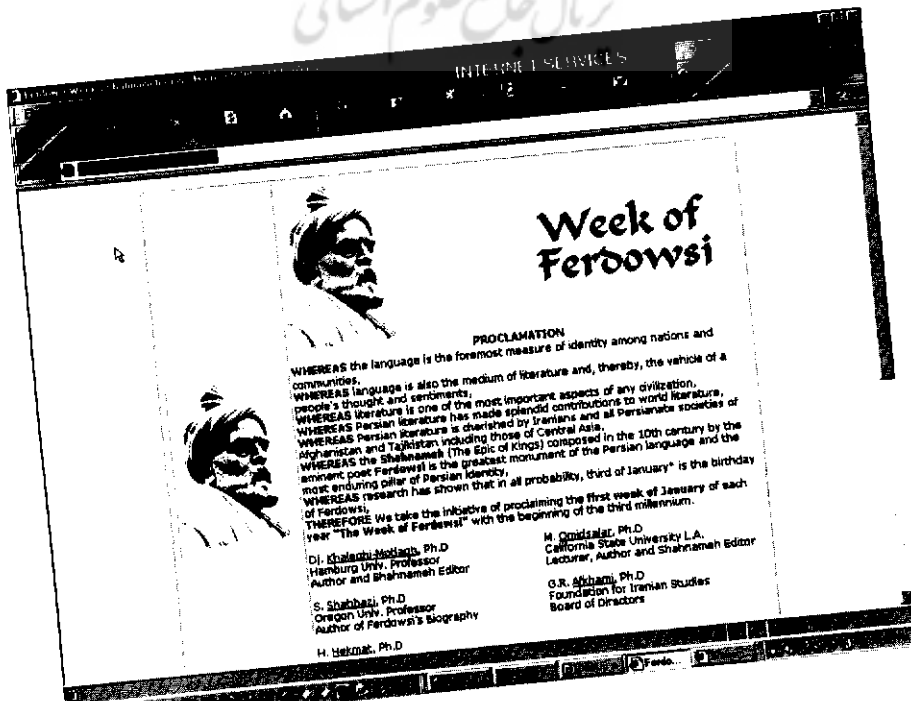 پرتال جامع علوم انسانی
INTERNET SERVICES
Week of
Ferdowsi
PROCLAMATION
WHEREAS the language is the foremost measure of identity among nations and
communities,
WHEREAS language is also the medium of literature and, thereby, the vehicle of a
people's thought and sentiments,
WHEREAS literature is one of the most important aspects of any civilization,
WHEREAS Persian literature has made splendid contributions to world literature,
WHEREAS Persian literature is cherished by Iranians and all Persianate societies of
Afghanistan and Tajikistan including those of Central Asia,
WHEREAS the Shahnameh (The Epic of Kings) composed in the 10th century by the
eminent poet Ferdowsi is the greatest monument of the Persian language and the
most enduring pillar of Persian identity,
WHEREAS research has shown that in all probability, third of January* is the birthday
of Ferdowsi,
THEREFORE We take the initiative of proclaiming the first week of January of each
year "The Week of Ferdowsi" with the beginning of the third millennium.
Dj. Khaleghi-Motlagh, Ph.D
Hamburg Univ. Professor
Author and Shahnameh Editor
S. Shahbazi, Ph.D
Oregon Univ. Professor
Author of Ferdowsi's Biography
H. Hekmat, Ph.D
M. Omidsalar, Ph.D
California State University L.A.
Lecturer, Author and Shahnameh Editor
G.R. Afkhami, Ph.D
Foundation for Iranian Studies
Board of Directors
Ferdo...